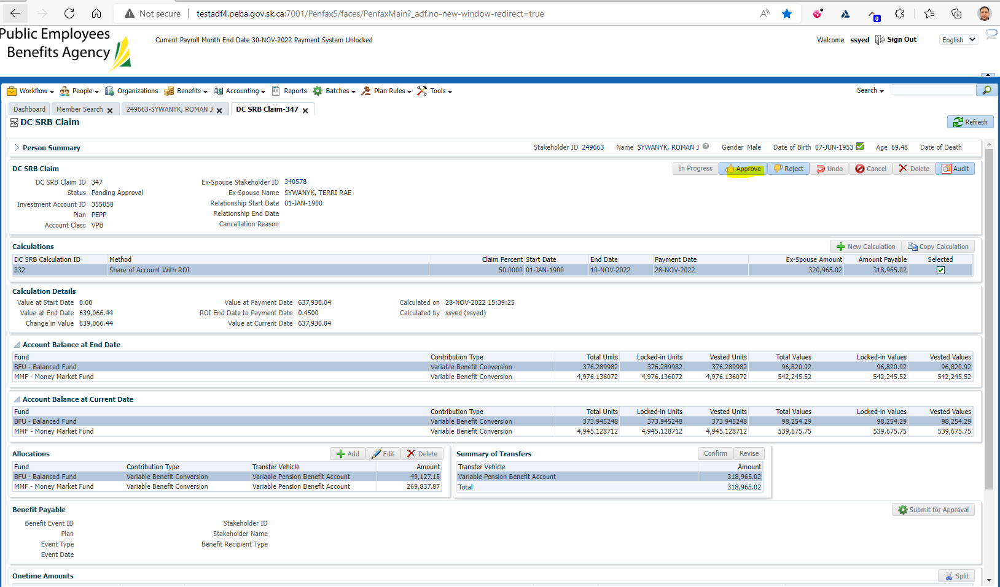 Not secure testadf4.peba.gov.sk.ca:7001/Penfax5/faces/PenfaxMain?_adf.no-new-window-redirect=true
0
Public Employees
Benefits Agency
Current Payroll Month End Date 30-NOV-2022 Payment System Unlocked
Welcome ssyed Sign Out English
Workflow People Organizations Benefits Accounting Reports Batches Plan Rules Tools Search
Dashboard Member Search 249663-SYWANYK, ROMAN J DC SRB Claim-347
DC SRB Claim Refresh
Person Summary Stakeholder ID 249663 Name SYWANYK, ROMAN J Gender Male Date of Birth 07-JUN-1953 Age 69.48 Date of Death
DC SRB Claim In Progress Approve Reject Undo Cancel Delete Audit
DC SRB Claim ID 347 Ex-Spouse Stakeholder ID 340578
Status Pending Approval Ex-Spouse Name SYWANYK, TERRI RAE
Investment Account ID 355050 Relationship Start Date 01-JAN-1900
Plan PEPP Relationship End Date
Account Class VPB Cancellation Reason
Calculations New Calculation Copy Calculation
DC SRB Calculation ID Method Claim Percent Start Date End Date Payment Date Ex-Spouse Amount Amount Payable Selected
332 Share of Account With ROI 50.0000 01-JAN-1900 10-NOV-2022 28-NOV-2022 320,965.02 318,965.02
Calculation Details
Value at Start Date 0.00 Value at Payment Date 637,930.04 Calculated on 28-NOV-2022 15:39:25
Value at End Date 639,066.44 ROI End Date to Payment Date 0.4500 Calculated by ssyed (ssyed)
Change in Value 639,066.44 Value at Current Date 637,930.04
Account Balance at End Date
Fund Contribution Type Total Units Locked-in Units Vested Units Total Values Locked-in Values Vested Values
BFU - Balanced Fund Variable Benefit Conversion 376.289982 376.289982 376.289982 96,820.92 96,820.92 96,820.92
MMF - Money Market Fund Variable Benefit Conversion 4,976.136072 4,976.136072 4,976.136072 542,245.52 542,245.52 542,245.52
Account Balance at Current Date
Fund Contribution Type Total Units Locked-in Units Vested Units Total Values Locked-in Values Vested Values
BFU - Balanced Fund Variable Benefit Conversion 373.945248 373.945248 373.945248 98,254.29 98,254.29 98,254.29
MMF - Money Market Fund Variable Benefit Conversion 4,945.128712 4,945.128712 4,945.128712 539,675.75 539,675.75 539,675.75
Allocations Add Edit Delete
Fund Contribution Type Transfer Vehicle Amount
BFU - Balanced Fund Variable Benefit Conversion Variable Pension Benefit Account 49,127.15
MMF - Money Market Fund Variable Benefit Conversion Variable Pension Benefit Account 269,837.87
Summary of Transfers Confirm Revise
Transfer Vehicle Amount
Variable Pension Benefit Account 318,965.02
Total 318,965.02
Benefit Payable Submit for Approval
Benefit Event ID Stakeholder ID
Plan Stakeholder Name
Event Type Benefit Recipient Type
Event Date
Onetime Amounts Split